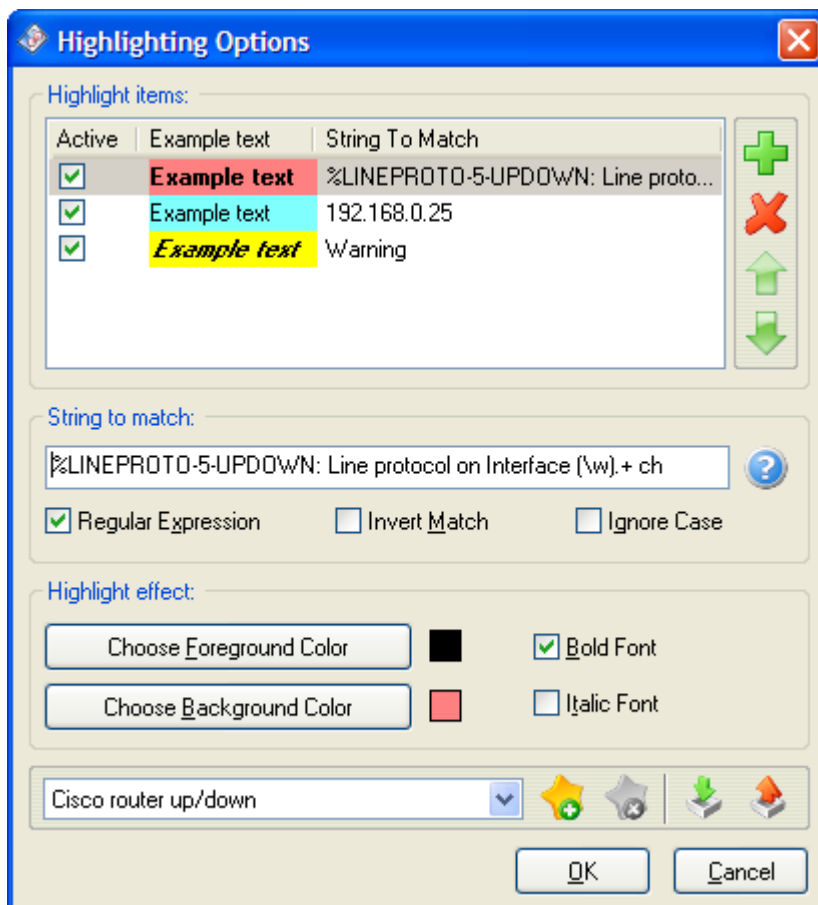 Highlighting Options
Highlight items:
Active Example text String To Match
Example text %LINEPROTO-5-UPDOWN: Line proto...
Example text 192.168.0.25
Example text Warning
String to match:
%LINEPROTO-5-UPDOWN: Line protocol on Interface (\w).+ ch
Regular Expression Invert Match Ignore Case
Highlight effect:
Choose Foreground Color Bold Font
Choose Background Color Italic Font
Cisco router up/down
OK Cancel